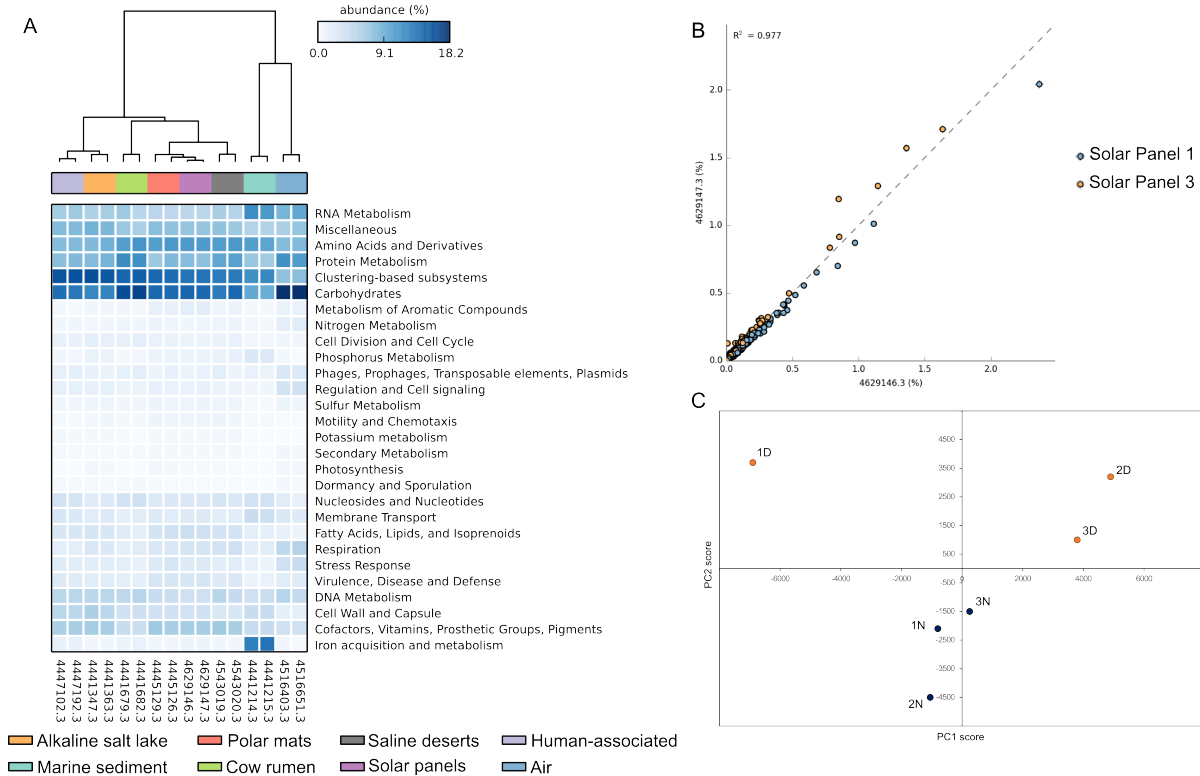 A
abundance (%)
0.0
9.1
18.2
RNA Metabolism
Miscellaneous
Amino Acids and Derivatives
Protein Metabolism
Clustering-based subsystems
Carbohydrates
Metabolism of Aromatic Compounds
Nitrogen Metabolism
Cell Division and Cell Cycle
Phosphorus Metabolism
Phages, Prophages, Transposable elements, Plasmids
Regulation and Cell signaling
Sulfur Metabolism
Motility and Chemotaxis
Potassium metabolism
Secondary Metabolism
Photosynthesis
Dormancy and Sporulation
Nucleosides and Nucleotides
Membrane Transport
Fatty Acids, Lipids, and Isoprenoids
Respiration
Stress Response
Virulence, Disease and Defense
DNA Metabolism
Cell Wall and Capsule
Cofactors, Vitamins, Prosthetic Groups, Pigments
Iron acquisition and metabolism
4447102.3
4447192.3
4441347.3
4441363.3
4441679.3
4441682.3
4445129.3
4445126.3
4629146.3
4629147.3
4543019.3
4543020.3
4441214.3
4441215.3
4516403.3
4516651.3
Alkaline salt lake
Polar mats
Saline deserts
Human-associated
Marine sediment
Cow rumen
Solar panels
Air
B
R² = 0.977
2.0
1.5
1.0
0.5
0.0
4629147.3 (%)
0.0
0.5
1.0
1.5
2.0
4629146.3 (%)
Solar Panel 1
Solar Panel 3
C
1D
2D
3D
3N
1N
2N
4500
3500
2500
1500
500
-500
-1500
-2500
-3500
-4500
-6000
-4000
-2000
0
2000
4000
6000
PC2 score
PC1 score